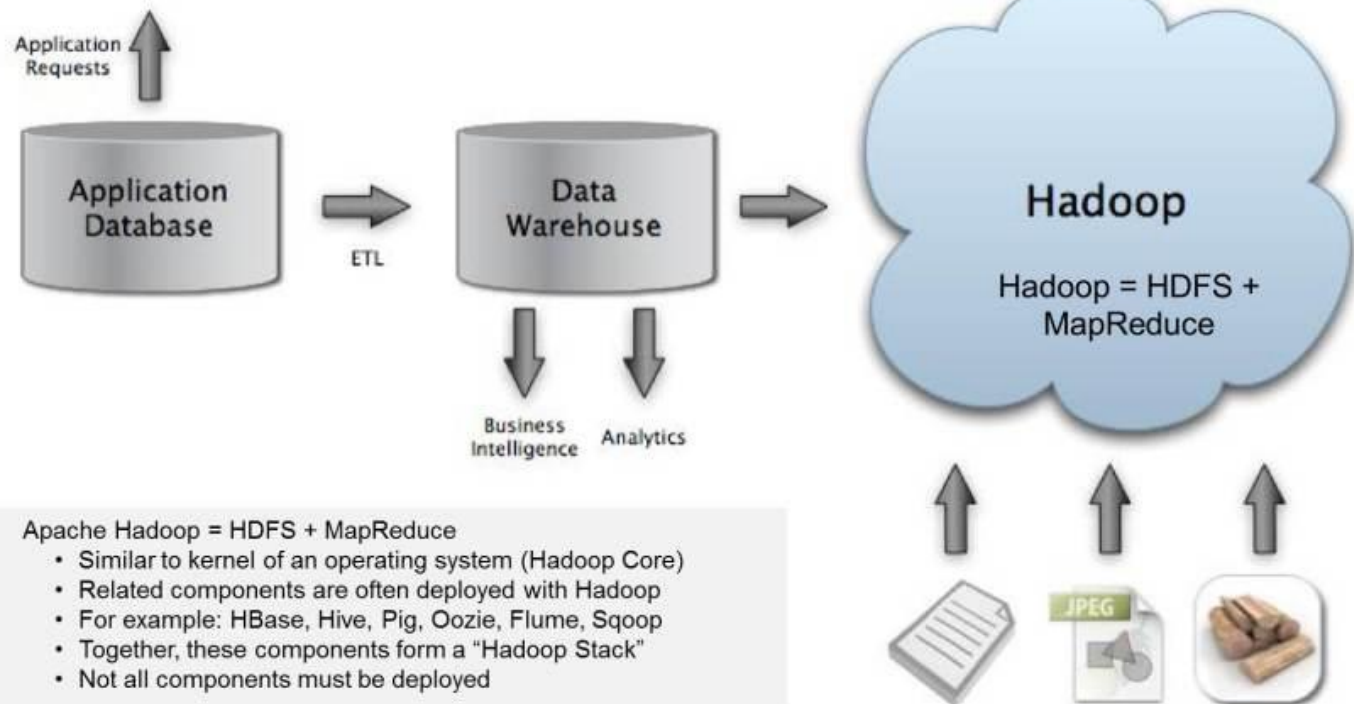 Application
Requests
Application
Database
ETL
Data
Warehouse
Business
Intelligence
Analytics
Hadoop
Hadoop = HDFS +
MapReduce
JPEG
Apache Hadoop = HDFS + MapReduce
• Similar to kernel of an operating system (Hadoop Core)
• Related components are often deployed with Hadoop
• For example: HBase, Hive, Pig, Oozie, Flume, Sqoop
• Together, these components form a “Hadoop Stack”
• Not all components must be deployed